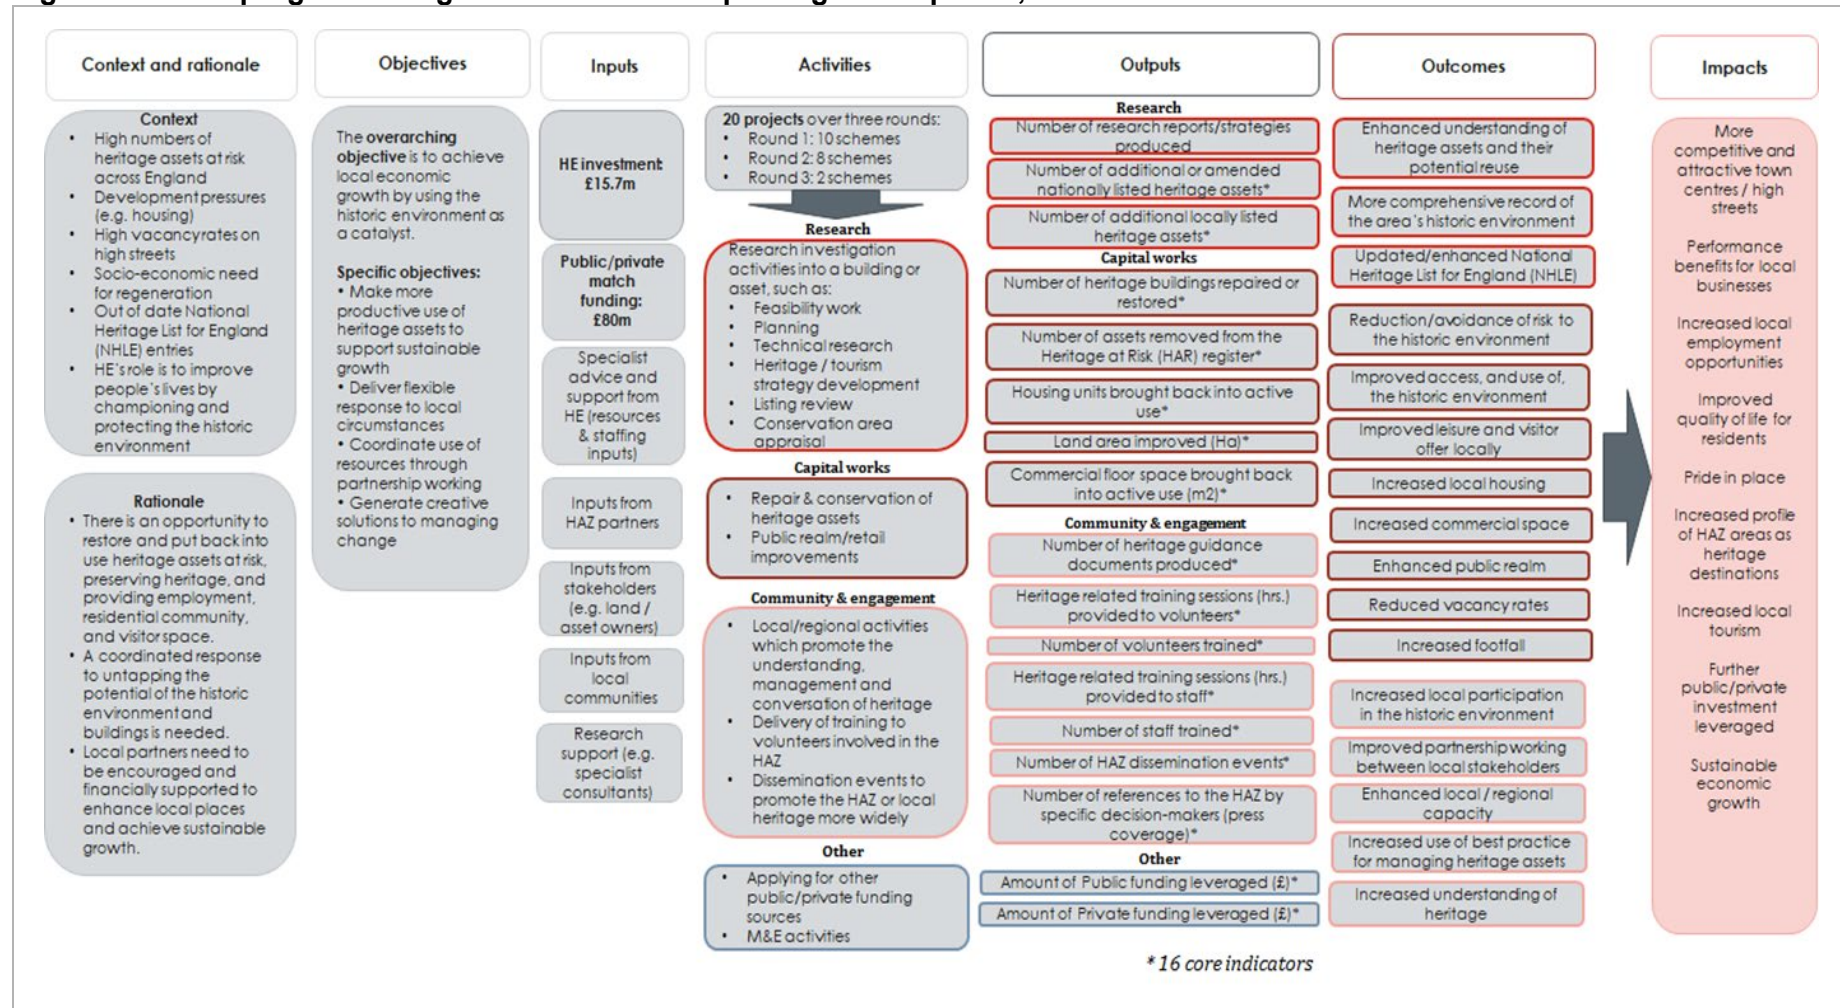 Context and rationale
Objectives
Inputs
Activities
Outputs
Outcomes
Impacts
Context
• High numbers of
heritage assets at risk
across England
• Development pressures
(e.g. housing)
• High vacancy rates on
high streets
• Socio-economic need
for regeneration
• Out of date National
Heritage List for England
(NHLE) entries
• HE's role is to improve
people's lives by
championing and
protecting the historic
environment
Rationale
• There is an opportunity to
restore and put back into
use heritage assets at risk,
preserving heritage, and
providing employment,
residential community,
and visitor space.
• A coordinated response
to untapping the
potential of the historic
environment and
buildings is needed.
• Local partners need to
be encouraged and
financially supported to
enhance local places
and achieve sustainable
growth.
The overarching
objective is to achieve
local economic
growth by using the
historic environment as
a catalyst.
Specific objectives:
• Make more
productive use of
heritage assets to
support sustainable
growth
• Deliver flexible
response to local
circumstances
• Coordinate use of
resources through
partnership working
• Generate creative
solutions to managing
change
HE investment:
£15.7m
Public/private
match
funding:
£80m
Specialist
advice and
support from
HE (resources
& staffing
inputs)
Inputs from
HAZ partners
Inputs from
stakeholders
(e.g. land /
asset owners)
Inputs from
local
communities
Research
support (e.g.
specialist
consultants)
20 projects over three rounds:
• Round 1: 10 schemes
• Round 2: 8 schemes
• Round 3: 2 schemes
Research
Research investigation
activities into a building or
asset, such as:
• Feasibility work
• Planning
• Technical research
• Heritage / tourism
strategy development
• Listing review
• Conservation area
appraisal
Capital works
• Repair & conservation of
heritage assets
• Public realm/retail
improvements
Community & engagement
• Local/regional activities
which promote the
understanding,
management and
conversation of heritage
• Delivery of training to
volunteers involved in the
HAZ
• Dissemination events to
promote the HAZ or local
heritage more widely
Other
• Applying for other
public/private funding
sources
• M&E activities
Research
Number of research reports/strategies
produced
Number of additional or amended
nationally listed heritage assets*
Number of additional locally listed
heritage assets*
Capital works
Number of heritage buildings repaired or
restored*
Number of assets removed from the
Heritage at Risk (HAR) register*
Housing units brought back into active
use*
Land area improved (Ha)*
Commercial floor space brought back
into active use (m2)*
Community & engagement
Number of heritage guidance
documents produced*
Heritage related training sessions (hrs.)
provided to volunteers*
Number of volunteers trained*
Heritage related training sessions (hrs.)
provided to staff*
Number of staff trained*
Number of HAZ dissemination events*
Number of references to the HAZ by
specific decision-makers (press
coverage)*
Other
Amount of Public funding leveraged (£)*
Amount of Private funding leveraged (£)*
* 16 core indicators
Enhanced understanding of
heritage assets and their
potential reuse
More comprehensive record of
the area's historic environment
Updated/enhanced National
Heritage List for England (NHLE)
Reduction/avoidance of risk to
the historic environment
Improved access, and use of,
the historic environment
Improved leisure and visitor
offer locally
Increased local housing
Increased commercial space
Enhanced public realm
Reduced vacancy rates
Increased footfall
Increased local participation
in the historic environment
Improved partnership working
between local stakeholders
Enhanced local / regional
capacity
Increased use of best practice
for managing heritage assets
Increased understanding of
heritage
More
competitive and
attractive town
centres / high
streets
Performance
benefits for local
businesses
Increased local
employment
opportunities
Improved
quality of life for
residents
Pride in place
Increased profile
of HAZ areas as
heritage
destinations
Increased local
tourism
Further
public/private
investment
leveraged
Sustainable
economic
growth